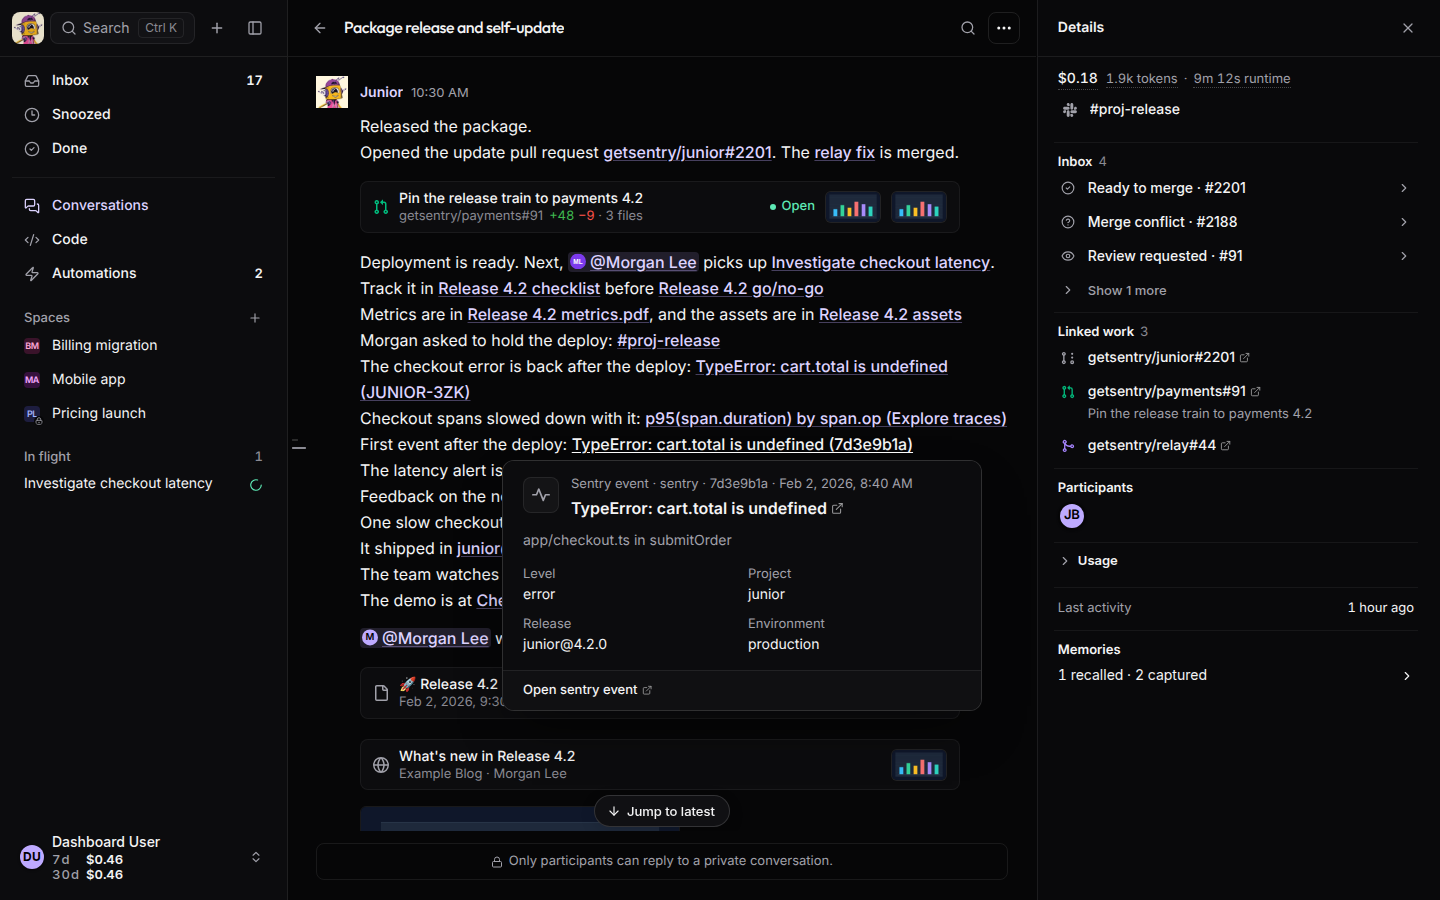 Search Ctrl K
Inbox 17
Snoozed
Done
Conversations
Code
Automations 2
Spaces
BM Billing migration
MA Mobile app
PL Pricing launch
In flight 1
Investigate checkout latency
DU Dashboard User
7d $0.46
30d $0.46
Package release and self-update
Junior 10:30 AM
Released the package.
Opened the update pull request getsentry/junior#2201. The relay fix is merged.
Pin the release train to payments 4.2
getsentry/payments#91 +48 −9 · 3 files
Open
Deployment is ready. Next, ML @Morgan Lee picks up Investigate checkout latency.
Track it in Release 4.2 checklist before Release 4.2 go/no-go
Metrics are in Release 4.2 metrics.pdf, and the assets are in Release 4.2 assets
Morgan asked to hold the deploy: #proj-release
The checkout error is back after the deploy: TypeError: cart.total is undefined
(JUNIOR-3ZK)
Checkout spans slowed down with it: p95(span.duration) by span.op (Explore traces)
First event after the deploy: TypeError: cart.total is undefined (7d3e9b1a)
The latency alert is
Feedback on the
One slow checkout
It shipped in junior
The team watches
The demo is at
M @Morgan Lee
🚀 Release 4.2
Feb 2, 2026, 9:30
Sentry event · sentry · 7d3e9b1a · Feb 2, 2026, 8:40 AM
TypeError: cart.total is undefined
app/checkout.ts in submitOrder
Level Project
error junior
Release Environment
junior@4.2.0 production
Open sentry event
What's new in Release 4.2
Example Blog · Morgan Lee
Jump to latest
Only participants can reply to a private conversation.
Details
$0.18 1.9k tokens · 9m 12s runtime
#proj-release
Inbox 4
Ready to merge · #2201
Merge conflict · #2188
Review requested · #91
Show 1 more
Linked work 3
getsentry/junior#2201
getsentry/payments#91
Pin the release train to payments 4.2
getsentry/relay#44
Participants
JB
Usage
Last activity 1 hour ago
Memories
1 recalled · 2 captured